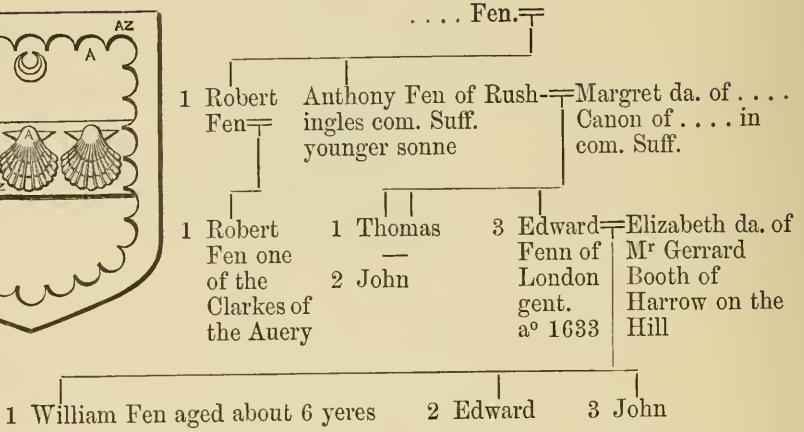 .... Fen.
AZ
A
1 Robert
Fen
Anthony Fen of Rush-
ingles com. Suff.
younger sonne
Margret da. of ....
Canon of .... in
com. Suff.
A
1 Robert
Fen one
of the
Clarkes of
the Auery
1 Thomas
—
2 John
3 Edward
Fenn of
London
gent.
aº 1633
Elizabeth da. of
Mʳ Gerrard
Booth of
Harrow on the
Hill
1 William Fen aged about 6 yeres
2 Edward
3 John